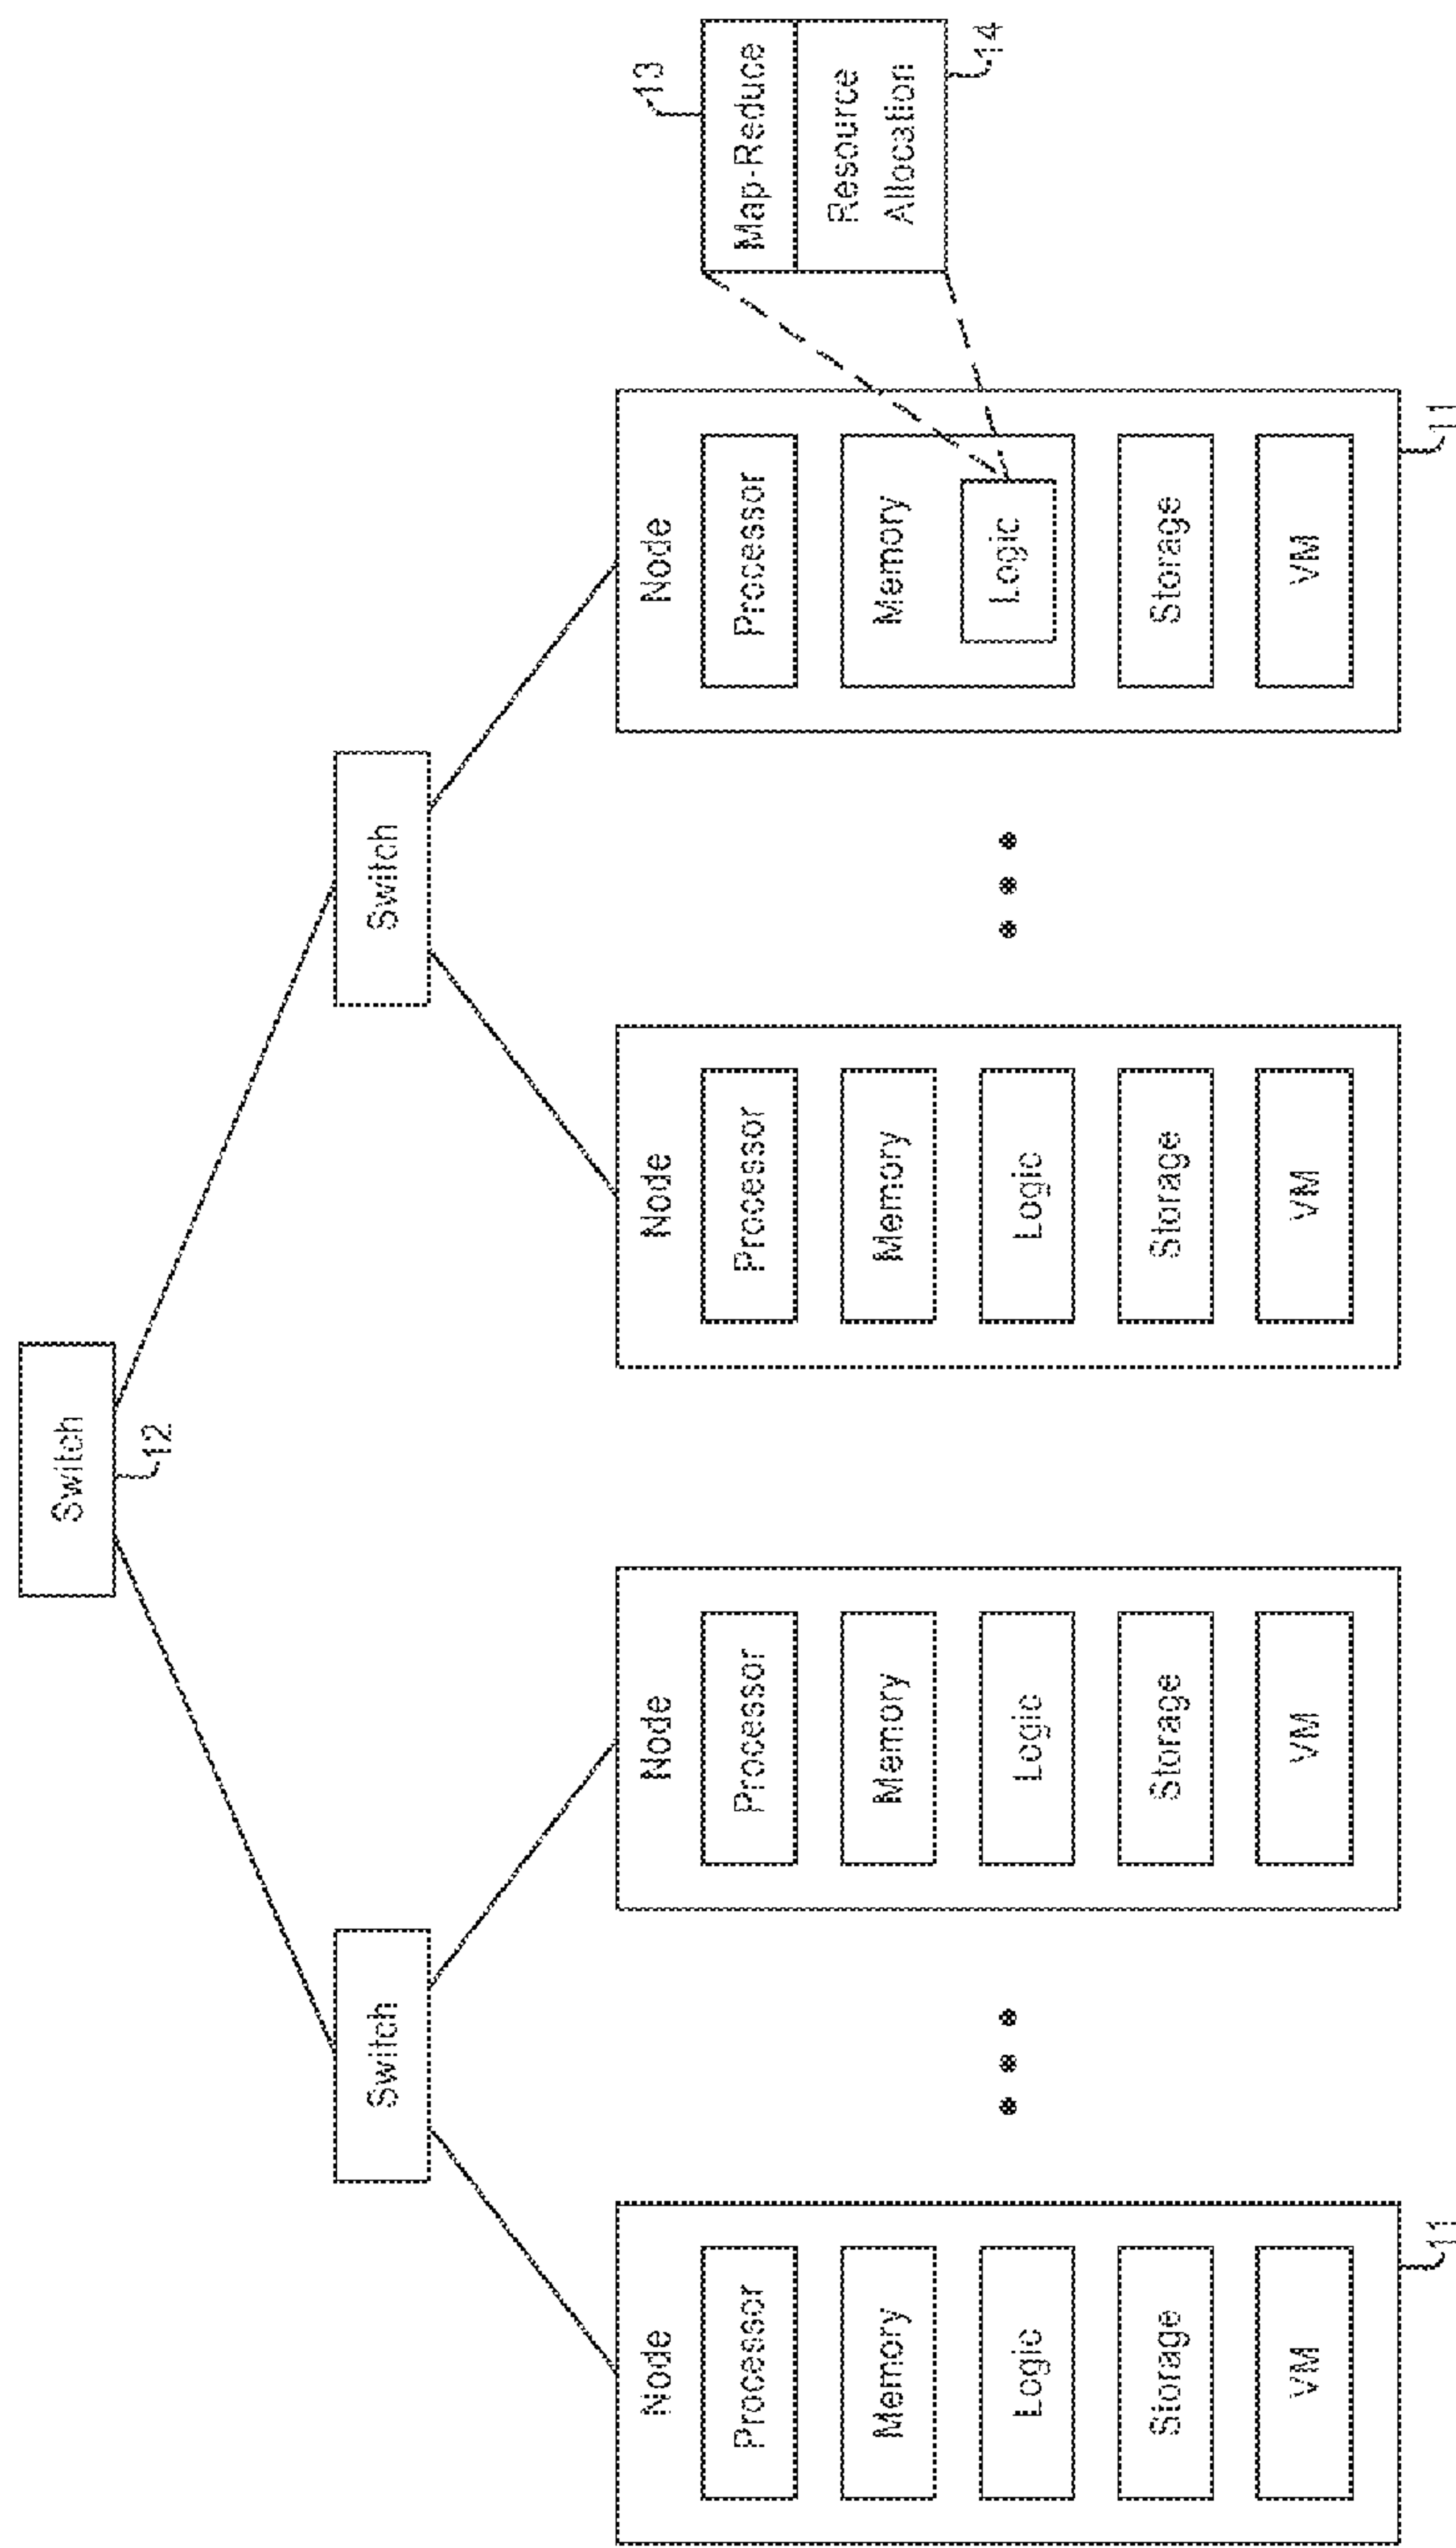 Switch
12
Switch
Switch
Node
Processor
Memory
Logic
Storage
VM
11
Node
Processor
Memory
Logic
Storage
VM
Node
Processor
Memory
Logic
Storage
VM
Node
Processor
Memory
Logic
Storage
VM
11
13
Map-Reduce
Resource
Allocation
14